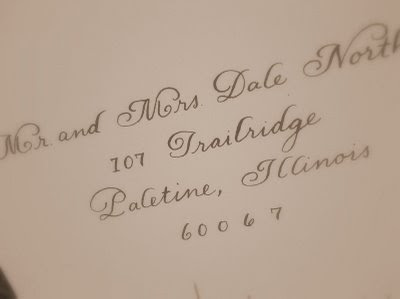 Mr. and Mrs. Dale North
107 Trailridge
Paletine, Illinois
60067